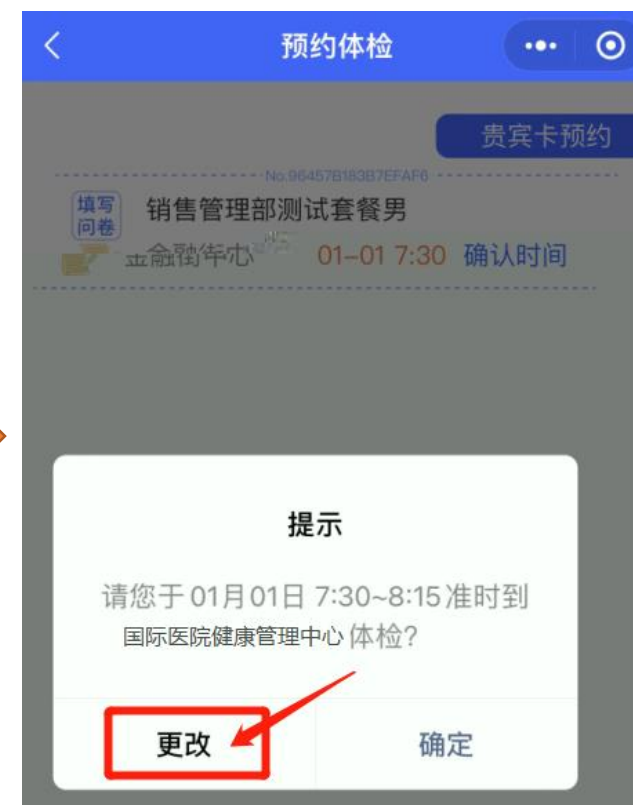 预约体检
贵宾卡预约
No.96457B183B7EFAF6
填写
问卷
销售管理部测试套餐男
01-01 7:30 确认时间
提示
请您于01月01日 7:30~8:15准时到
国际医院健康管理中心体检?
更改
确定